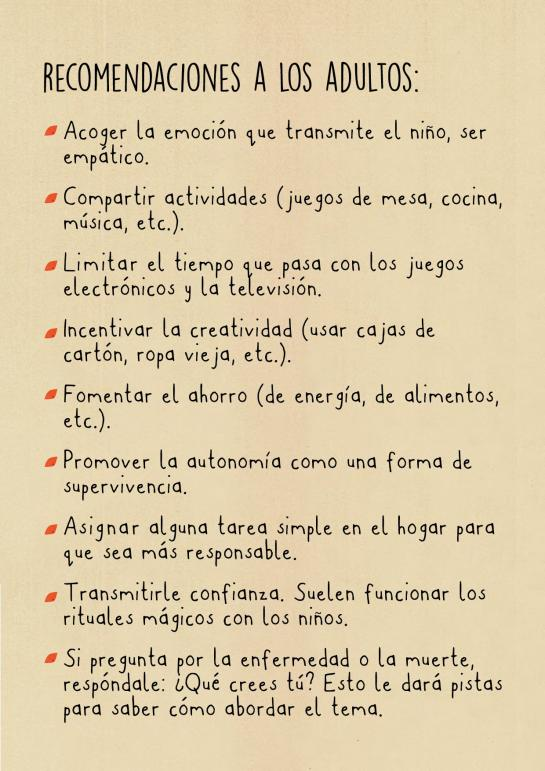 RECOMENDACIONES A LOS ADULTOS:
Acoger la emoción que transmite el niño, ser
empático.
Compartir actividades (juegos de mesa, cocina,
música, etc.).
Limitar el tiempo que pasa con los juegos
electrónicos y la televisión.
Incentivar la creatividad (usar cajas de
cartón, ropa vieja, etc.).
Fomentar el ahorro (de energía, de alimentos,
etc.).
Promover la autonomía como una forma de
supervivencia.
Asignar alguna tarea simple en el hogar para
que sea más responsable.
Transmitirle confianza. Suelen funcionar los
rituales mágicos con los niños.
Si pregunta por la enfermedad o la muerte,
respóndale: ¿Qué crees tú? Esto le dará pistas
para saber cómo abordar el tema.